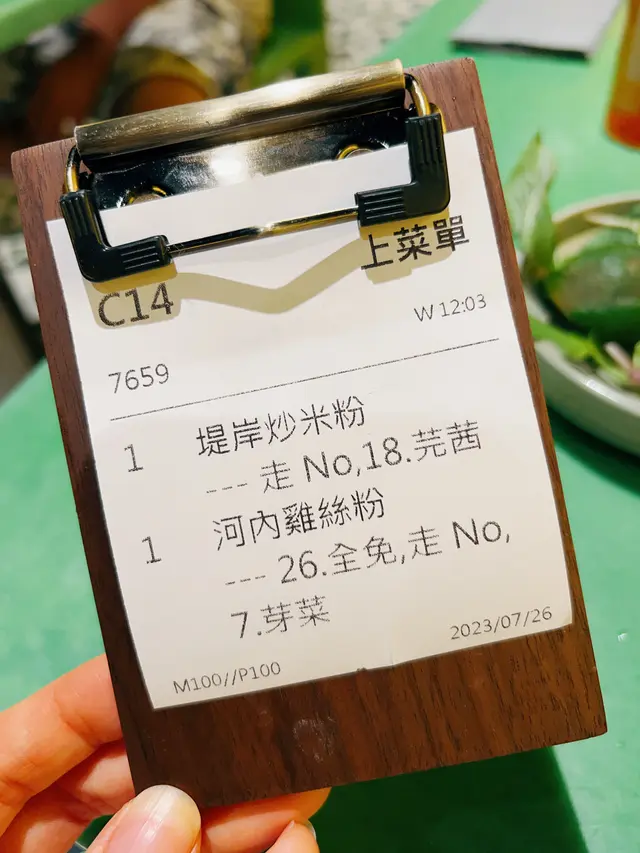 上菜單
C14
W 12:03
7659
1 堤岸炒米粉
--- 走 No,18.芫茜
1 河內雞絲粉
--- 26.全免,走 No,
7.芽菜
2023/07/26
M100//P100